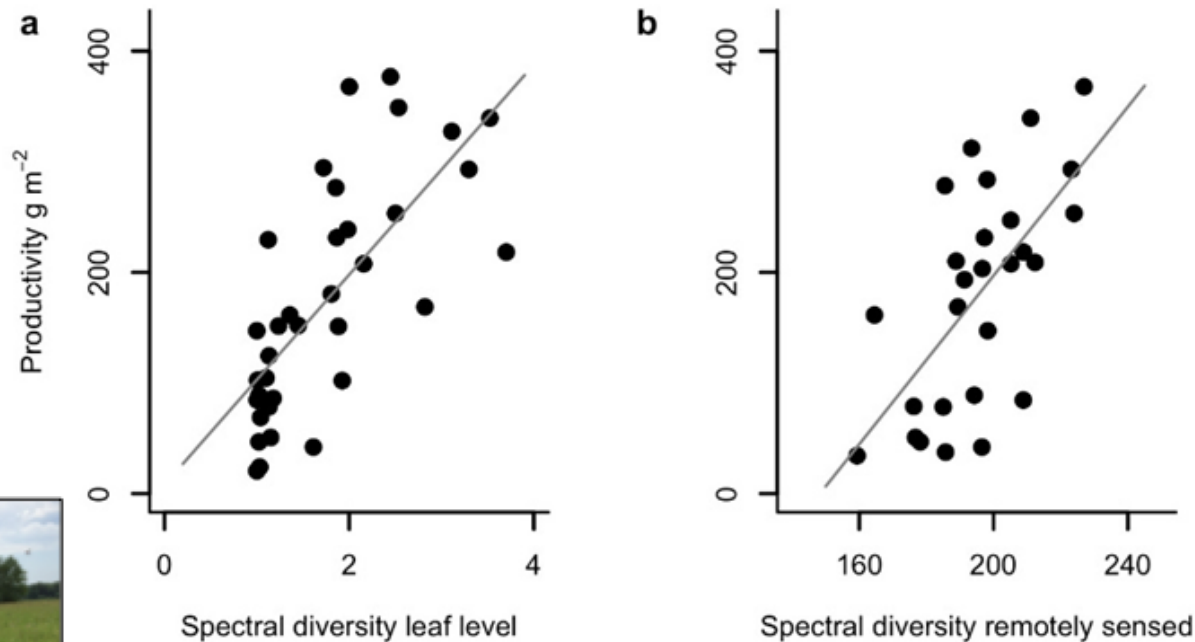 a
400
200
0
Productivity g m⁻²
0 2 4
Spectral diversity leaf level
b
400
200
0
160 200 240
Spectral diversity remotely sensed